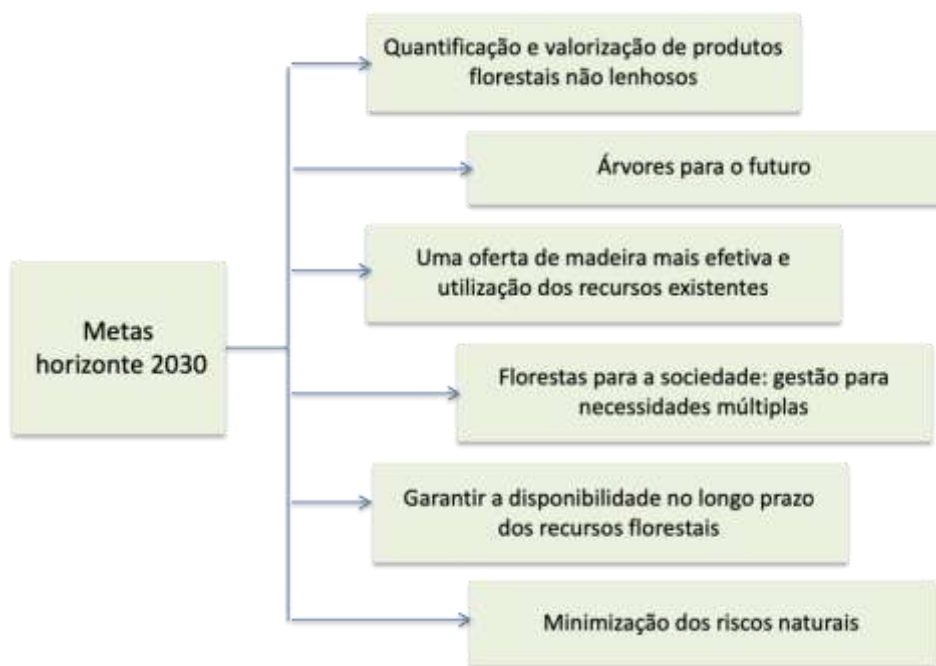 Quantificação e valorização de produtos
florestais não lenhosos
Árvores para o futuro
Uma oferta de madeira mais efetiva e
utilização dos recursos existentes
Metas
horizonte 2030
Florestas para a sociedade: gestão para
necessidades múltiplas
Garantir a disponibilidade no longo prazo
dos recursos florestais
Minimização dos riscos naturais